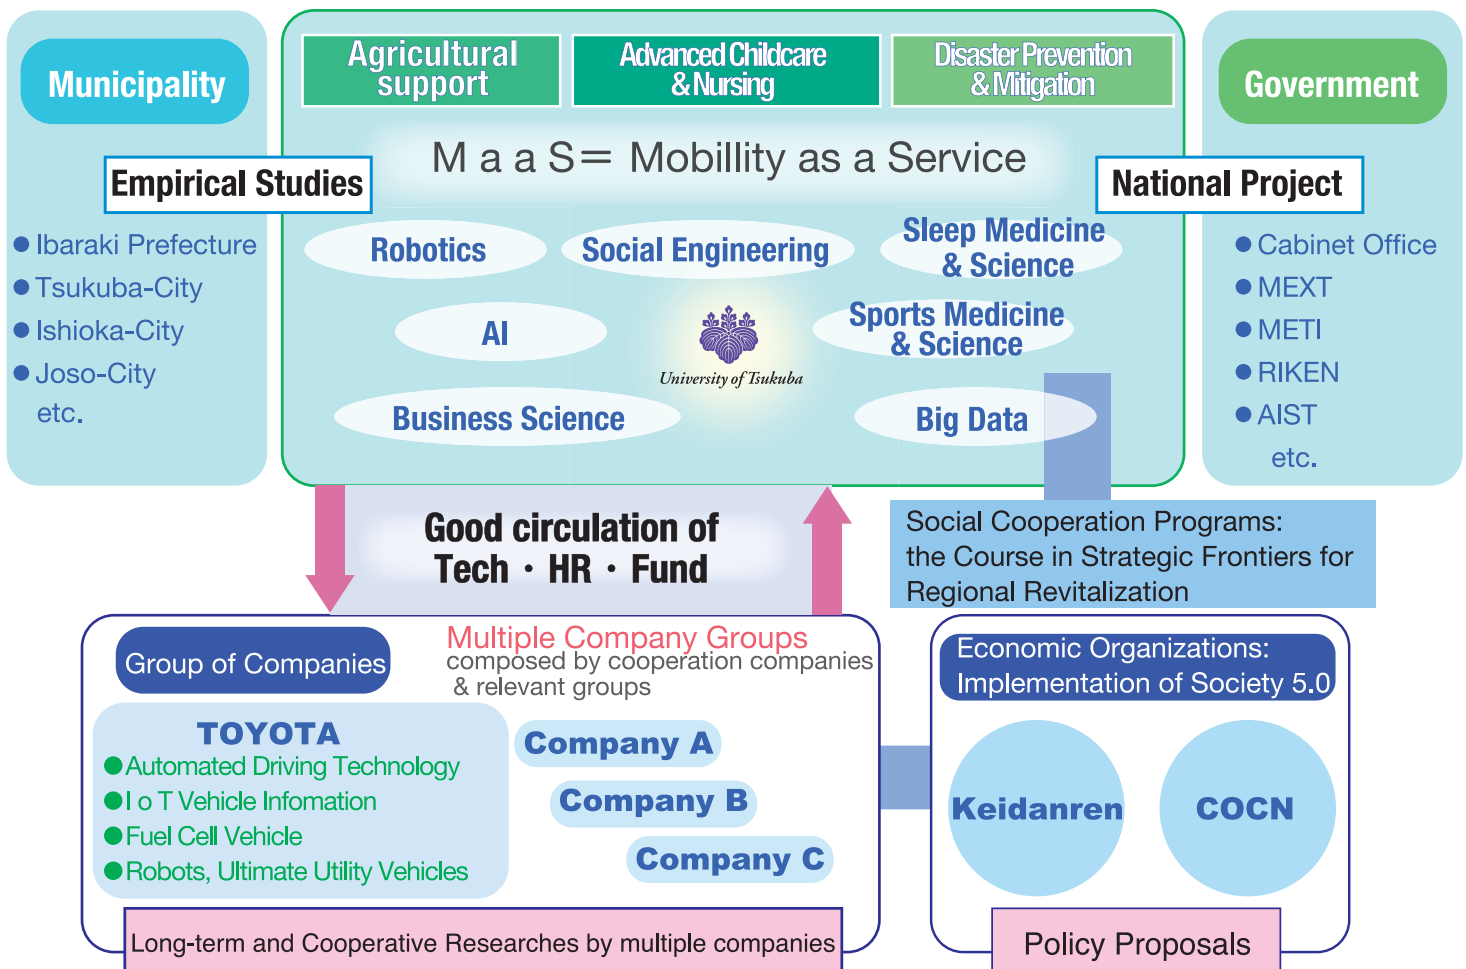 Municipality
Empirical Studies
● Ibaraki Prefecture
● Tsukuba-City
● Ishioka-City
● Joso-City
etc.
Agricultural
support
Advanced Childcare
& Nursing
Disaster Prevention
& Mitigation
M a a S＝ Mobillity as a Service
Robotics
Social Engineering
Sleep Medicine
& Science
AI
Sports Medicine
& Science
University of Tsukuba
Business Science
Big Data
Government
National Project
● Cabinet Office
● MEXT
● METI
● RIKEN
● AIST
etc.
Good circulation of
Tech・HR・Fund
Social Cooperation Programs:
the Course in Strategic Frontiers for
Regional Revitalization
Group of Companies
Multiple Company Groups
composed by cooperation companies
& relevant groups
TOYOTA
●Automated Driving Technology
●I o T Vehicle Infomation
●Fuel Cell Vehicle
●Robots, Ultimate Utility Vehicles
Company A
Company B
Company C
Long-term and Cooperative Researches by multiple companies
Economic Organizations:
Implementation of Society 5.0
Keidanren
COCN
Policy Proposals